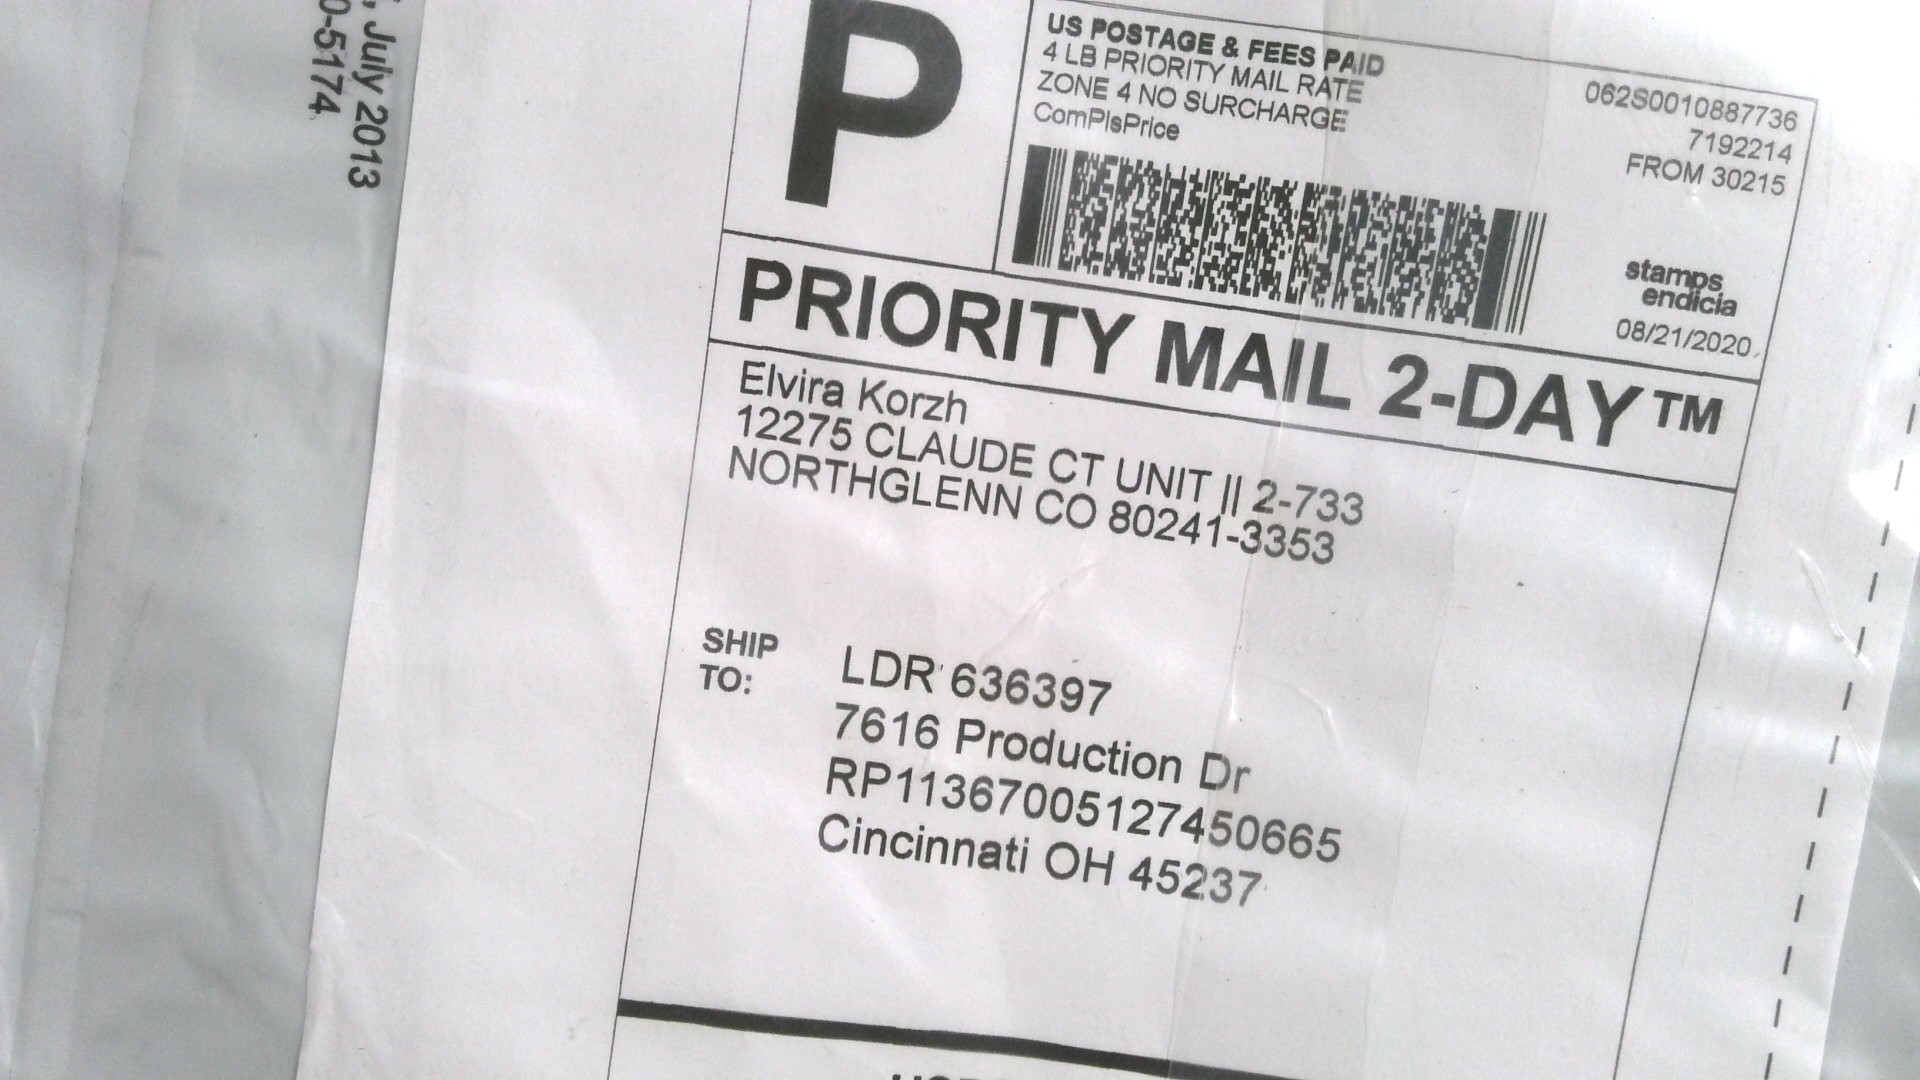 , July 2013
0-5174
P
US POSTAGE & FEES PAID
4 LB PRIORITY MAIL RATE
ZONE 4 NO SURCHARGE
ComPlsPrice
062S0010887736
7192214
FROM 30215
stamps
endicia
08/21/2020
PRIORITY MAIL 2-DAY™
Elvira Korzh
12275 CLAUDE CT UNIT || 2-733
NORTHGLENN CO 80241-3353
SHIP
TO:
LDR 636397
7616 Production Dr
RP11367005127450665
Cincinnati OH 45237